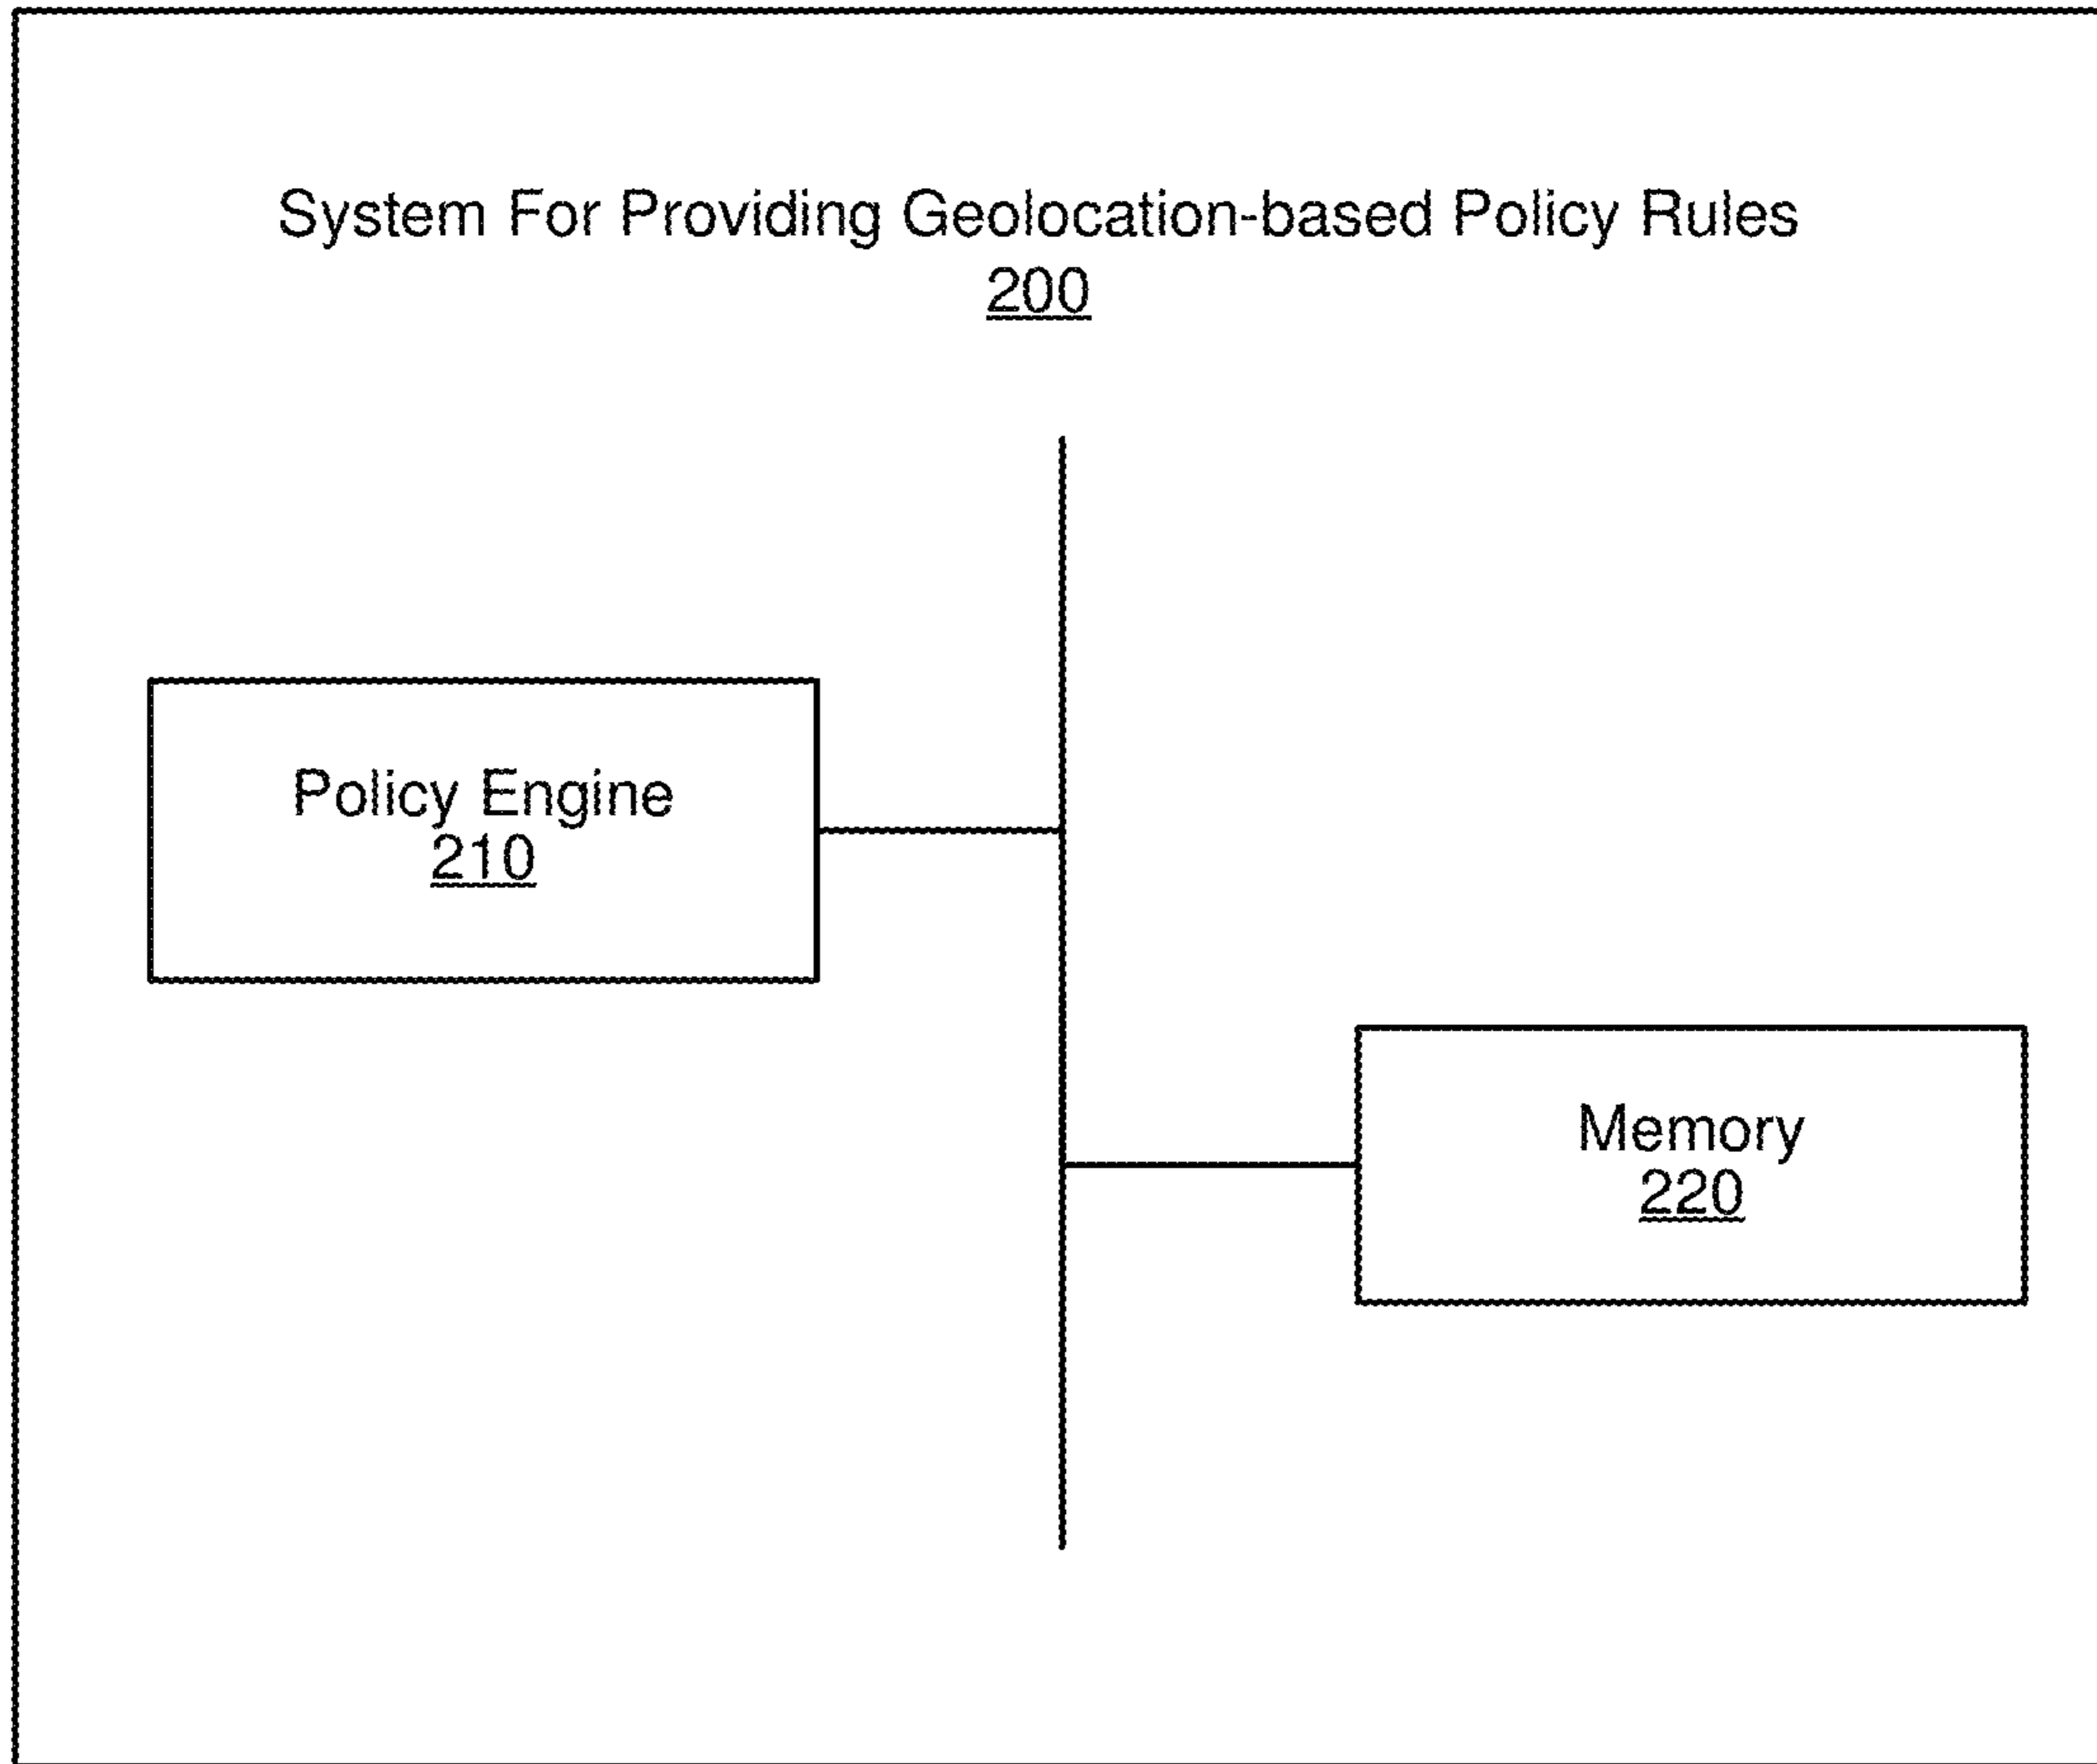 System For Providing Geolocation-based Policy Rules
200
Policy Engine
210
Memory
220